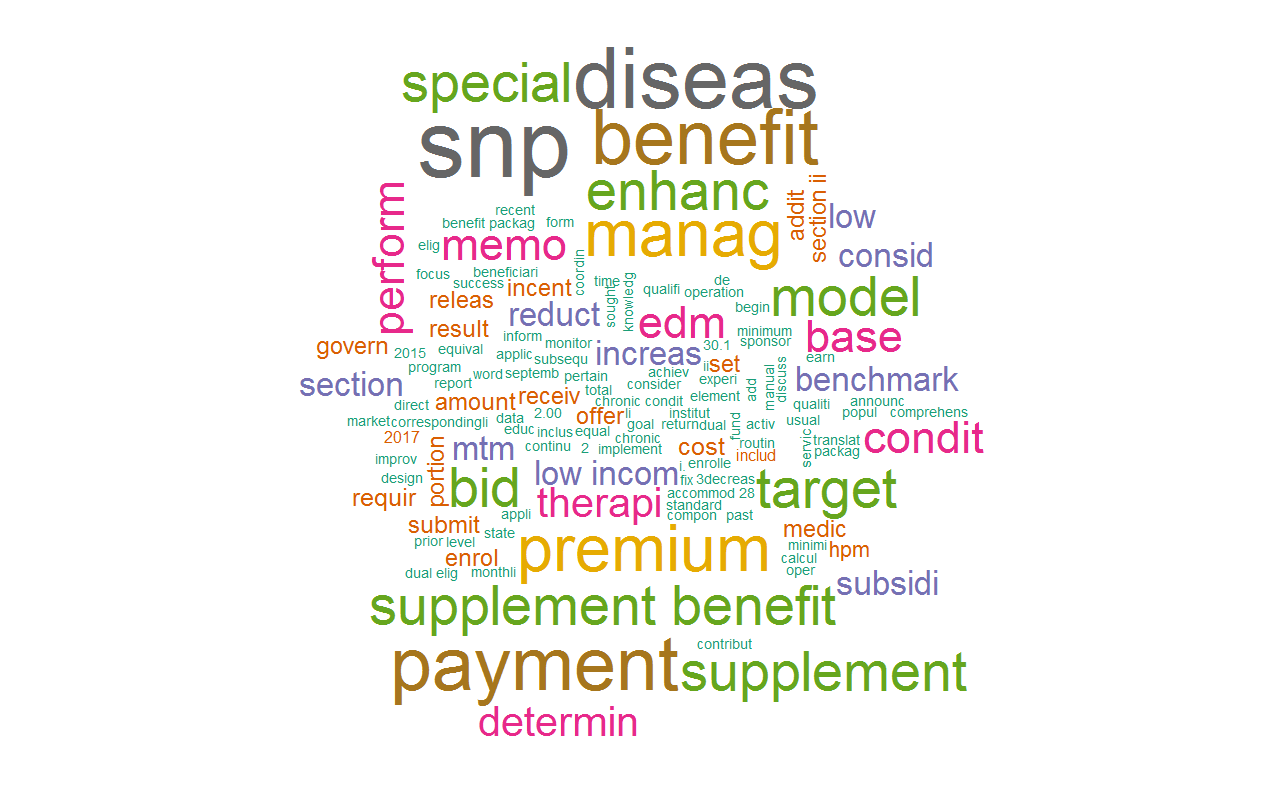 special
diseas
snp
benefit
enhanc
manag
perform
recent
benefit packag
form
memo
elig
addit
section ii
low
consid
focus
beneficiari
success
incent
coordin
time
sought
knowledg
qualifi
de
operation
model
releas
reduct
edm
begin
base
result
inform
monitor
minimum
sponsor
govern
2015
equival
applic
subsequ
increas
30.1
ii
set
earn
program
word
septemb
pertain
achiev
experi
section
report
total
consider
element
add
manual
discuss
benchmark
direct
amount
receiv
chronic condit
qualiti
announc
popul
comprehens
market
correspondingli
data
2.00
offer
li
institut
goal
return
dual
fund
activ
usual
educ
inclus
equal
2017
mtm
continu
2
chronic
implement
cost
routin
includ
servic
translat
packag
condit
improv
portion
design
low incom
i.
enrolle
fix
3
decreas
requir
bid
therapi
accommod
28
standard
target
appli
compon
past
submit
state
medic
prior
level
minimi
hpm
enrol
premium
calcul
dual elig
monthli
oper
subsidi
supplement benefit
contribut
payment
supplement
determin